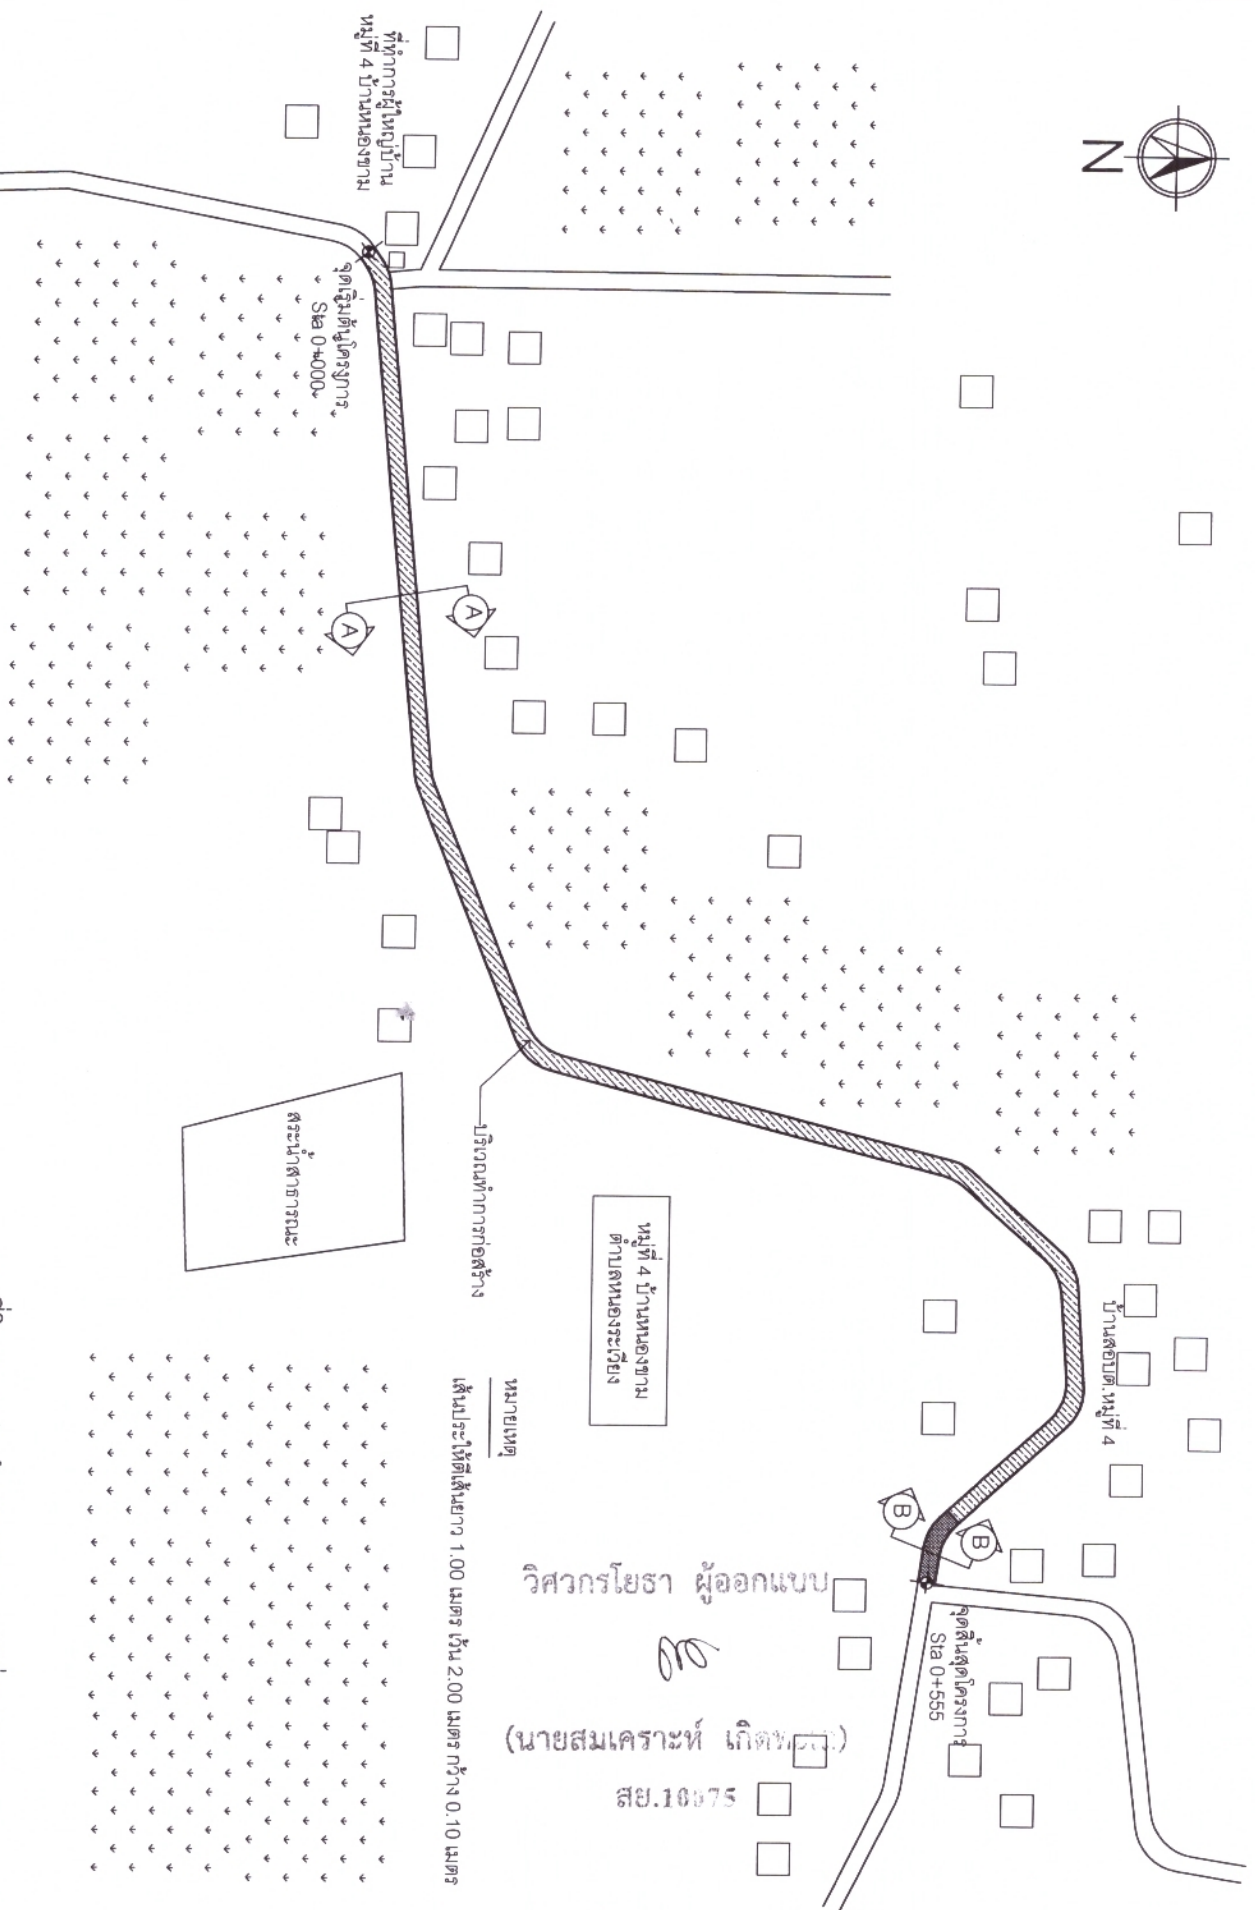 N
ที่ทำการผู้ใหญ่บ้าน
หมู่ที่ 4 บ้านหนองขาม
จุดเริ่มต้นโครงการ
Sta 0+000
A
A
บริเวณทำการก่อสร้าง
สระน้ำสาธารณะ
หมู่ที่ 4 บ้านหนองขาม
ตำบลหนองระเวียง
บ้านสอบต.หมู่ที่ 4
B
B
จุดสิ้นสุดโครงการ
Sta 0+555
หมายเหตุ
เส้นประให้ตีเส้นยาว 1.00 เมตร เว้น 2.00 เมตร กว้าง 0.10 เมตร
วิศวกรโยธา ผู้ออกแบบ
(นายสมเคราะห์